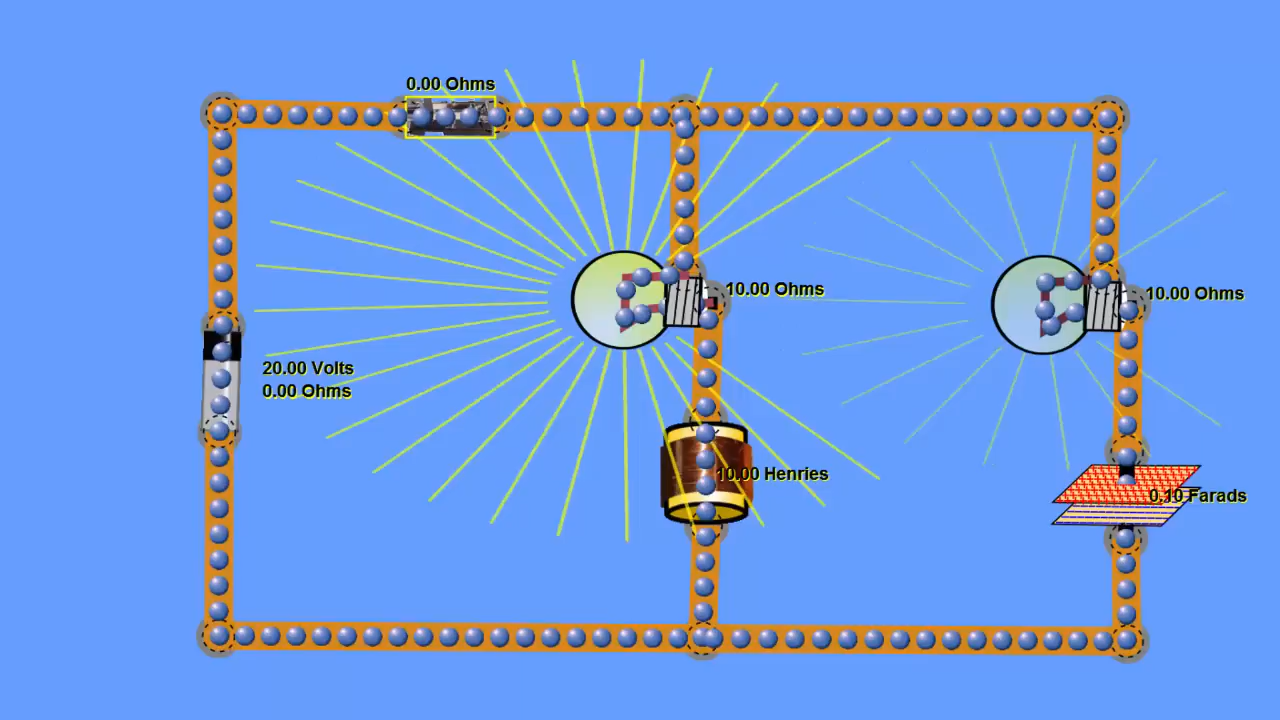 0.00 Ohms
10.00 Ohms
10.00 Ohms
20.00 Volts
0.00 Ohms
10.00 Henries
0.10 Farads